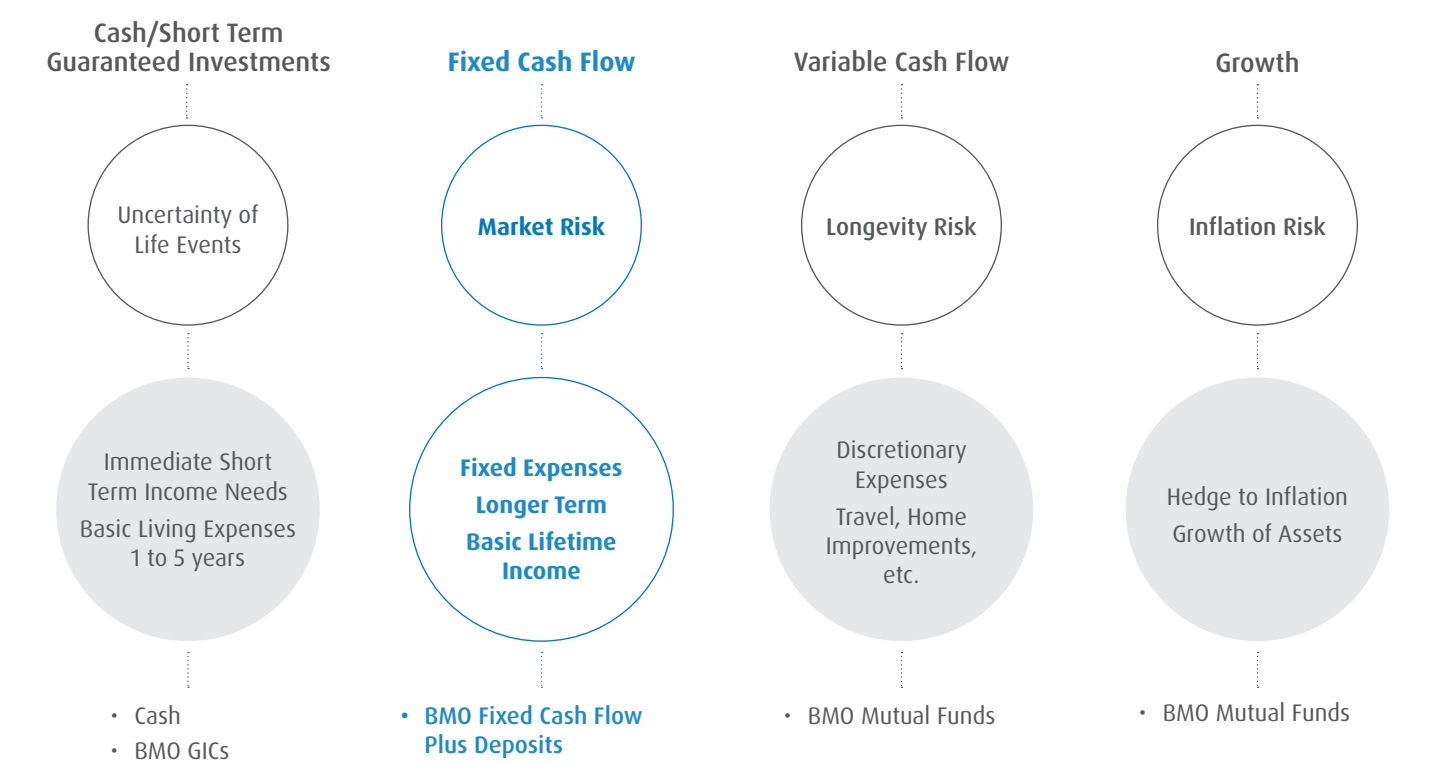 Cash/Short Term
Guaranteed Investments
Uncertainty of
Life Events
Immediate Short
Term Income Needs
Basic Living Expenses
1 to 5 years
• Cash
• BMO GICs
Fixed Cash Flow
Market Risk
Fixed Expenses
Longer Term
Basic Lifetime
Income
• BMO Fixed Cash Flow
Plus Deposits
Variable Cash Flow
Longevity Risk
Discretionary
Expenses
Travel, Home
Improvements,
etc.
• BMO Mutual Funds
Growth
Inflation Risk
Hedge to Inflation
Growth of Assets
• BMO Mutual Funds